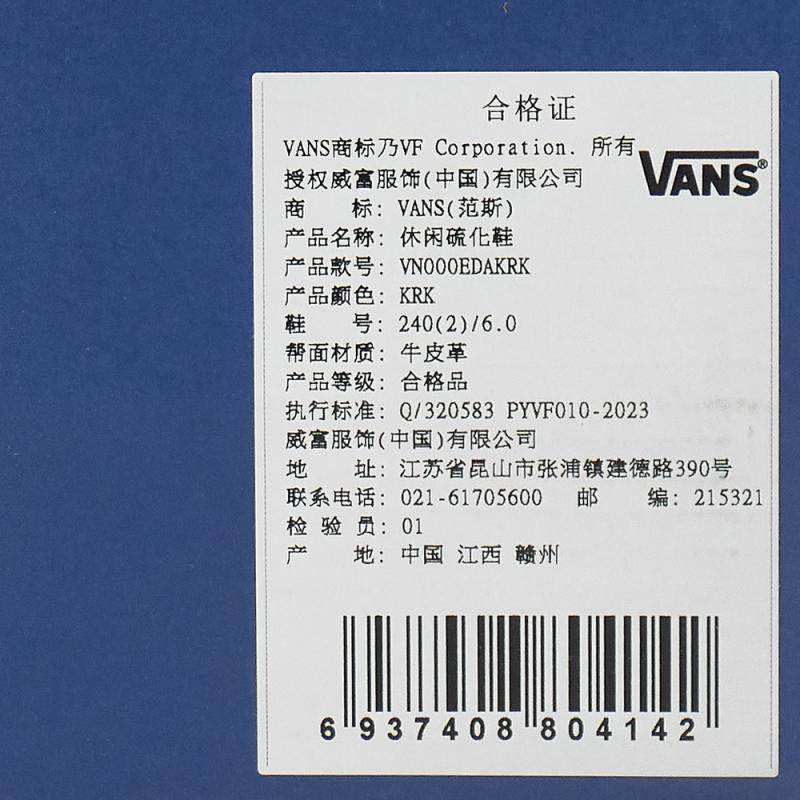 合格证
VANS商标乃VF Corporation. 所有
VANS®
授权威富服饰(中国)有限公司
商 标: VANS(范斯)
产品名称: 休闲硫化鞋
产品款号: VN000EDAKRK
产品颜色: KRK
鞋 号: 240(2)/6.0
帮面材质: 牛皮革
产品等级: 合格品
执行标准: Q/320583 PYVF010-2023
威富服饰(中国)有限公司
地 址: 江苏省昆山市张浦镇建德路390号
联系电话: 021-61705600 邮 编: 215321
检 验 员: 01
产 地: 中国 江西 赣州
6 937408 804142